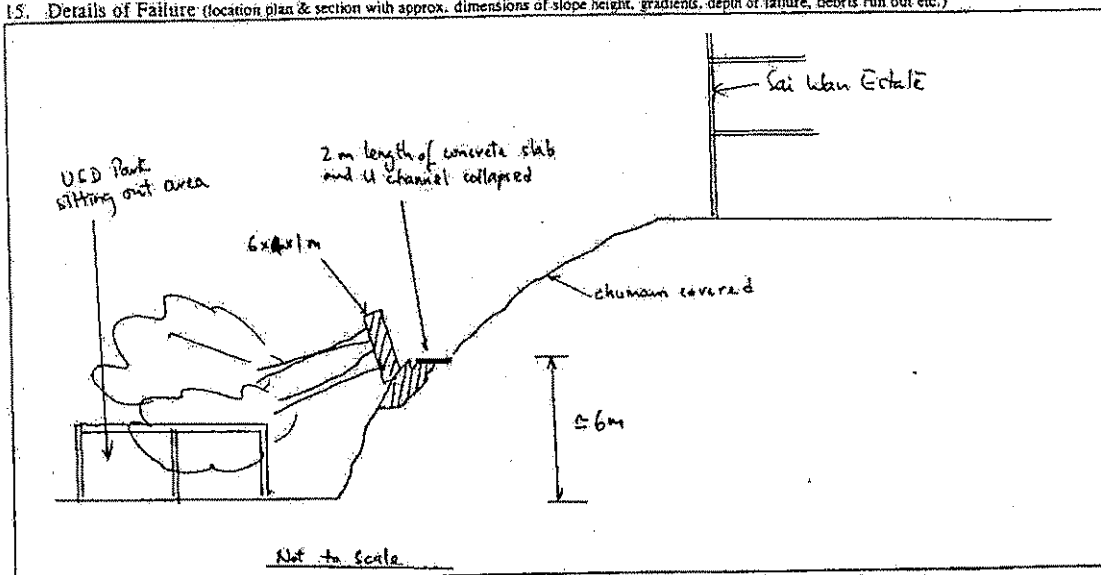 15. Details of Failure (location plan & section with approx. dimensions of slope height, gradients, depth of failure, debris run out etc.)
Sai Wan Estate
2 m length of concrete slab
and U channel collapsed
UCD Park
sitting out area
6x4x1 m
chunam covered
≃ 6m
Not to Scale